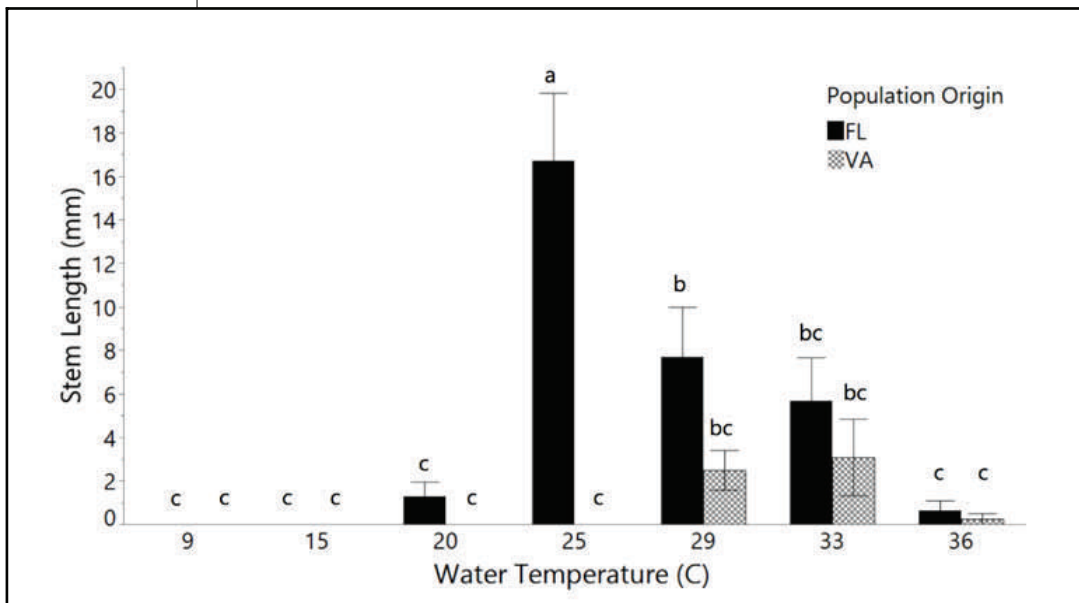 Stem Length (mm)
20
18
16
14
12
10
8
6
4
2
0
a
b
bc
bc
bc
c
c
c
c
c
c
c
c
c
Population Origin
FL
VA
9 15 20 25 29 33 36
Water Temperature (C)